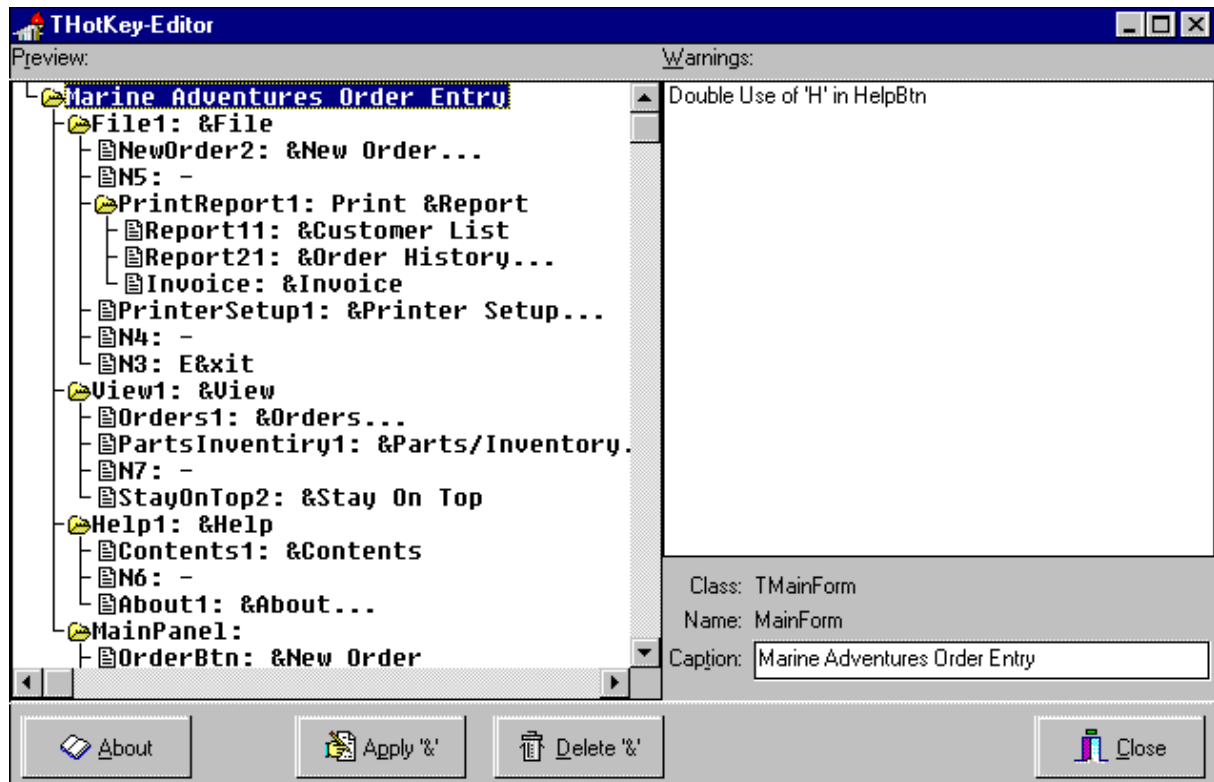 THotKey-Editor
Preview:
Warnings:
Marine Adventures Order Entry
File1: &File
NewOrder2: &New Order...
N5: -
PrintReport1: Print &Report
Report11: &Customer List
Report21: &Order History...
Invoice: &Invoice
PrinterSetup1: &Printer Setup...
N4: -
N3: E&xit
View1: &View
Orders1: &Orders...
PartsInventiry1: &Parts/Inventory.
N7: -
StayOnTop2: &Stay On Top
Help1: &Help
Contents1: &Contents
N6: -
About1: &About...
MainPanel:
OrderBtn: &New Order
Double Use of 'H' in HelpBtn
Class: TMainForm
Name: MainForm
Caption: Marine Adventures Order Entry
About
Apply '&'
Delete '&'
Close